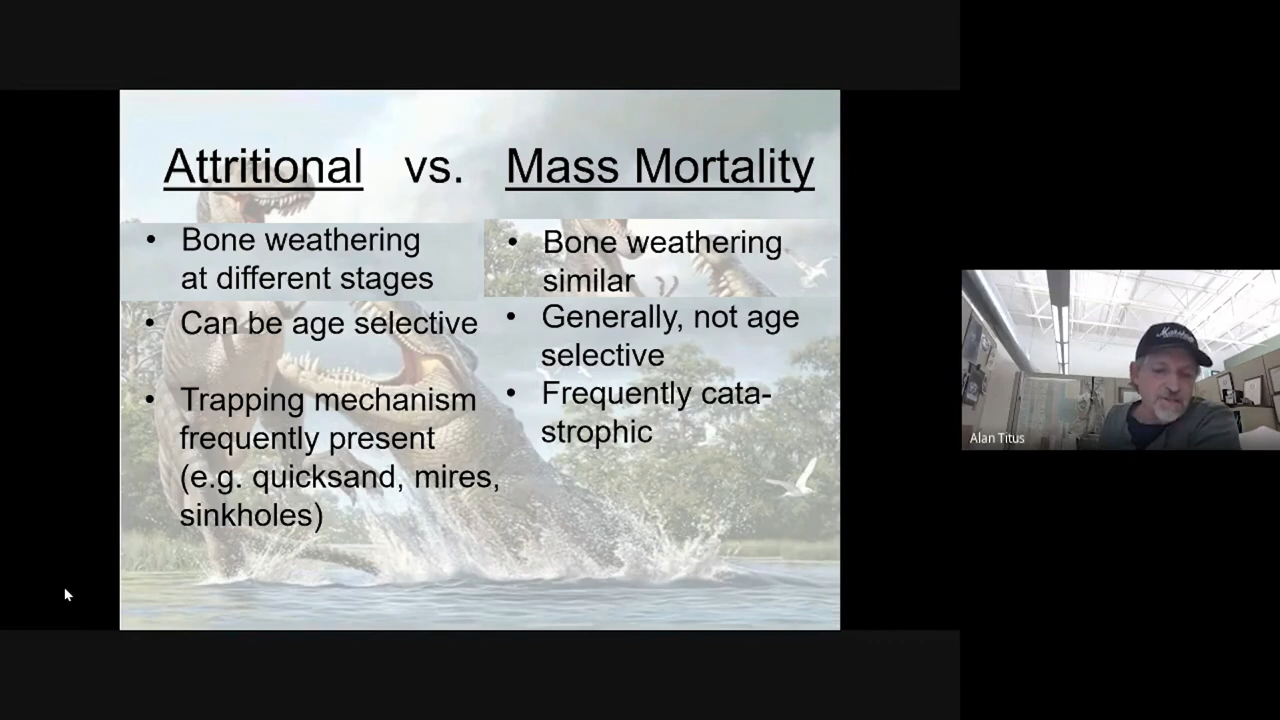 Attritional vs. Mass Mortality
• Bone weathering
at different stages
• Can be age selective
• Trapping mechanism
frequently present
(e.g. quicksand, mires,
sinkholes)
• Bone weathering
similar
• Generally, not age
selective
• Frequently cata-
strophic
Marshall
Alan Titus